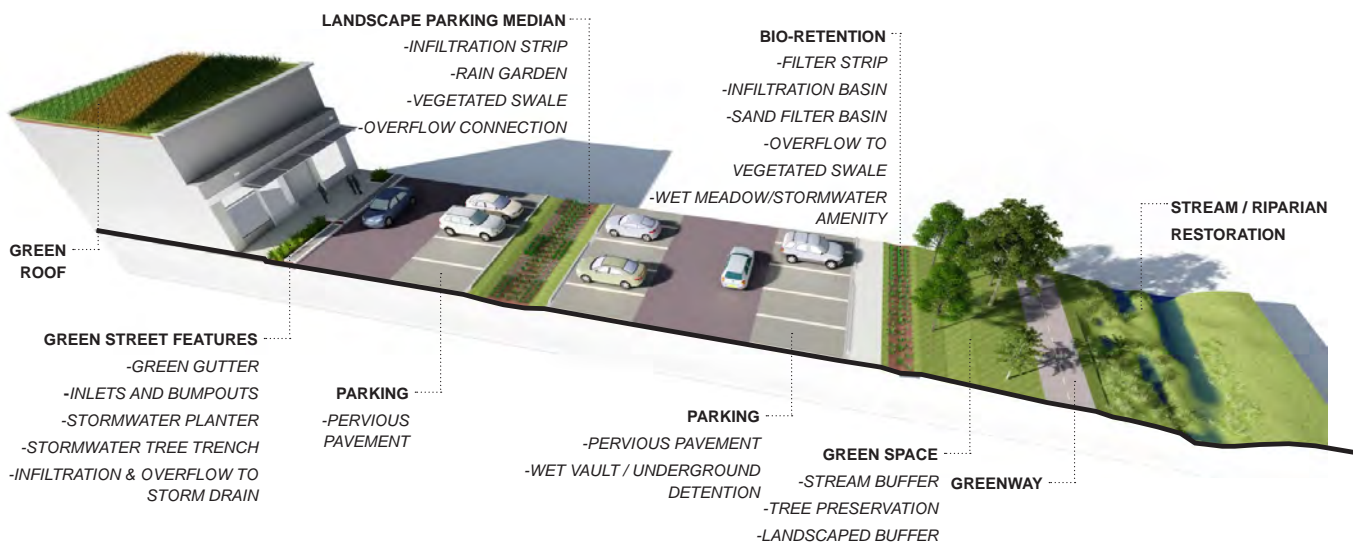 LANDSCAPE PARKING MEDIAN
-INFILTRATION STRIP
-RAIN GARDEN
-VEGETATED SWALE
-OVERFLOW CONNECTION
BIO-RETENTION
-FILTER STRIP
-INFILTRATION BASIN
-SAND FILTER BASIN
-OVERFLOW TO
VEGETATED SWALE
-WET MEADOW/STORMWATER
AMENITY
STREAM / RIPARIAN
RESTORATION
GREEN
ROOF
GREEN STREET FEATURES
-GREEN GUTTER
-INLETS AND BUMPOUTS
-STORMWATER PLANTER
-STORMWATER TREE TRENCH
-INFILTRATION & OVERFLOW TO
STORM DRAIN
PARKING
-PERVIOUS
PAVEMENT
PARKING
-PERVIOUS PAVEMENT
-WET VAULT / UNDERGROUND
DETENTION
GREEN SPACE
-STREAM BUFFER
-TREE PRESERVATION
-LANDSCAPED BUFFER
GREENWAY